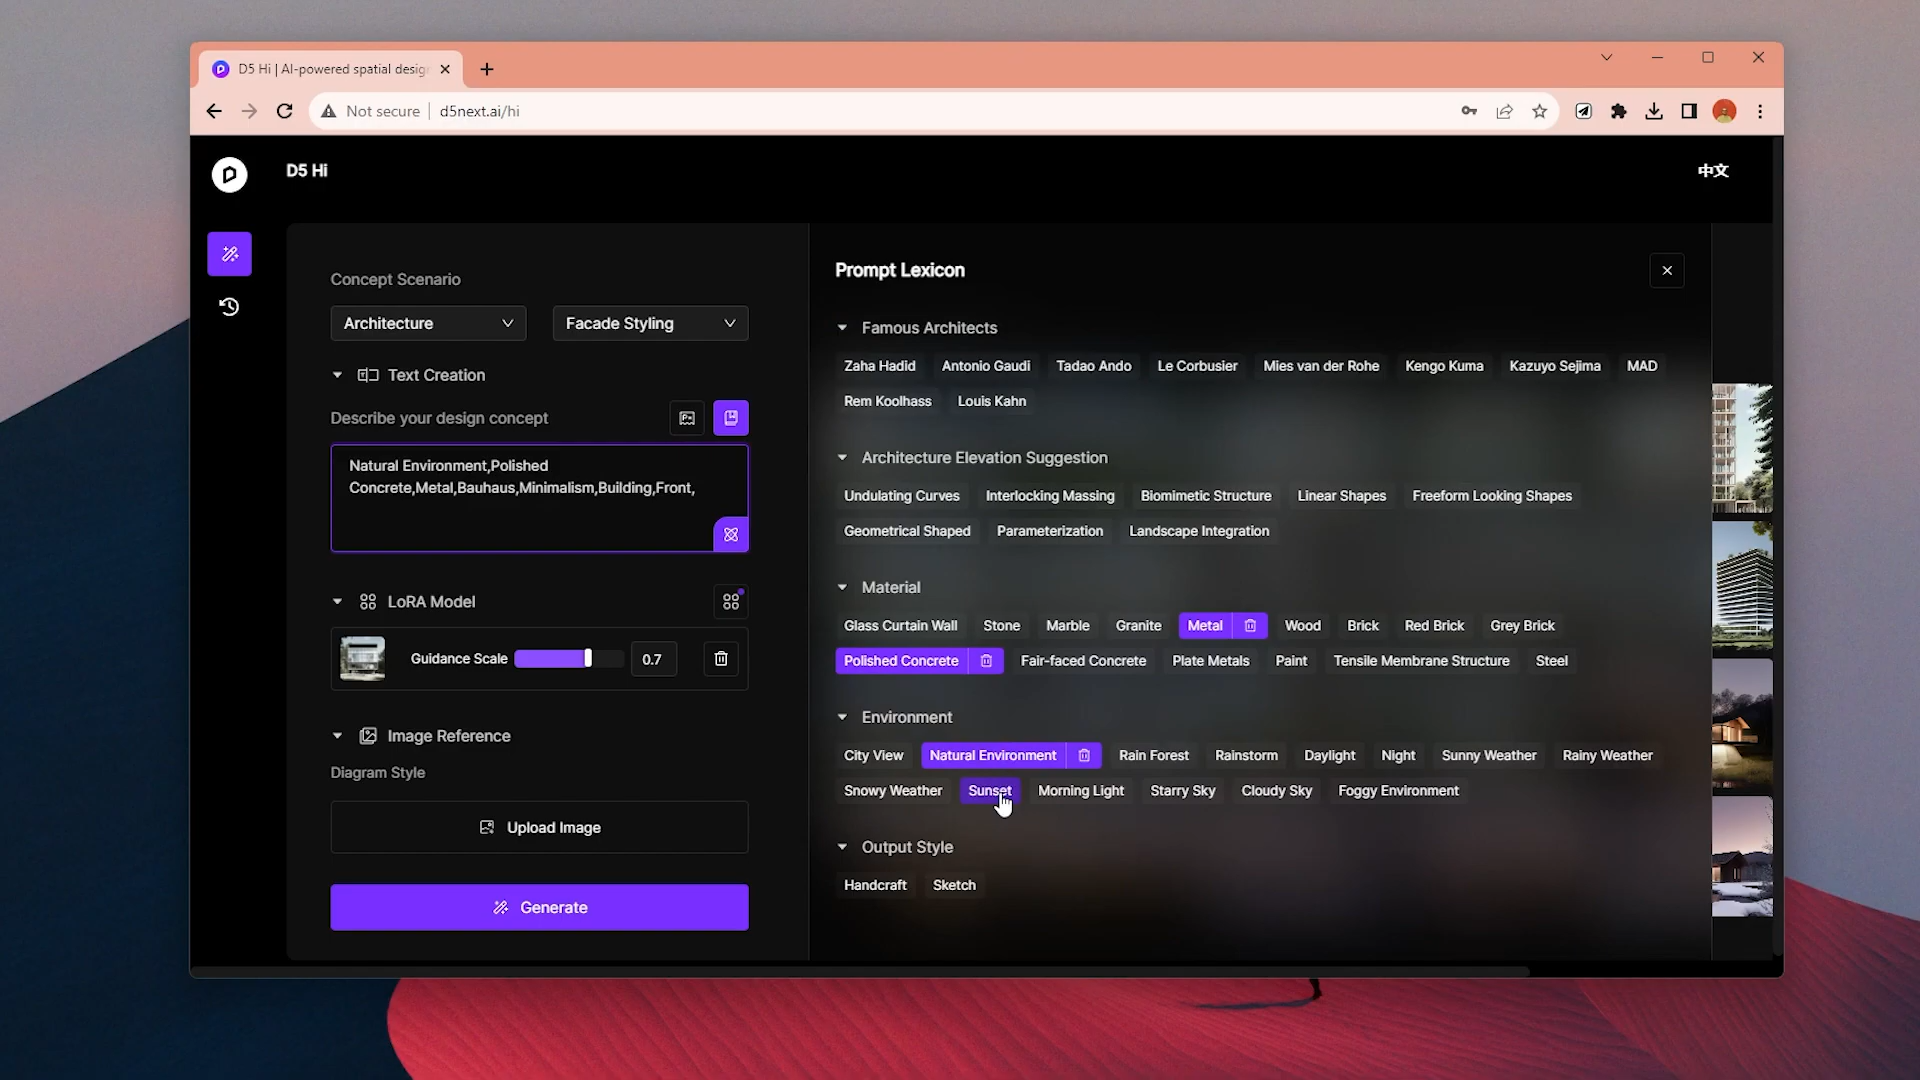 D5 Hi | AI-powered spatial desig
Not secure
d5next.ai/hi
D5 Hi
中文
Concept Scenario
Architecture
Facade Styling
Text Creation
Describe your design concept
Natural Environment,Polished
Concrete,Metal,Bauhaus,Minimalism,Building,Front,
LoRA Model
Guidance Scale
0.7
Image Reference
Diagram Style
Upload Image
Generate
Prompt Lexicon
Famous Architects
Zaha Hadid Antonio Gaudi Tadao Ando Le Corbusier Mies van der Rohe Kengo Kuma Kazuyo Sejima MAD
Rem Koolhass Louis Kahn
Architecture Elevation Suggestion
Undulating Curves Interlocking Massing Biomimetic Structure Linear Shapes Freeform Looking Shapes
Geometrical Shaped Parameterization Landscape Integration
Material
Glass Curtain Wall Stone Marble Granite Metal Wood Brick Red Brick Grey Brick
Polished Concrete Fair-faced Concrete Plate Metals Paint Tensile Membrane Structure Steel
Environment
City View Natural Environment Rain Forest Rainstorm Daylight Night Sunny Weather Rainy Weather
Snowy Weather Sunset Morning Light Starry Sky Cloudy Sky Foggy Environment
Output Style
Handcraft Sketch